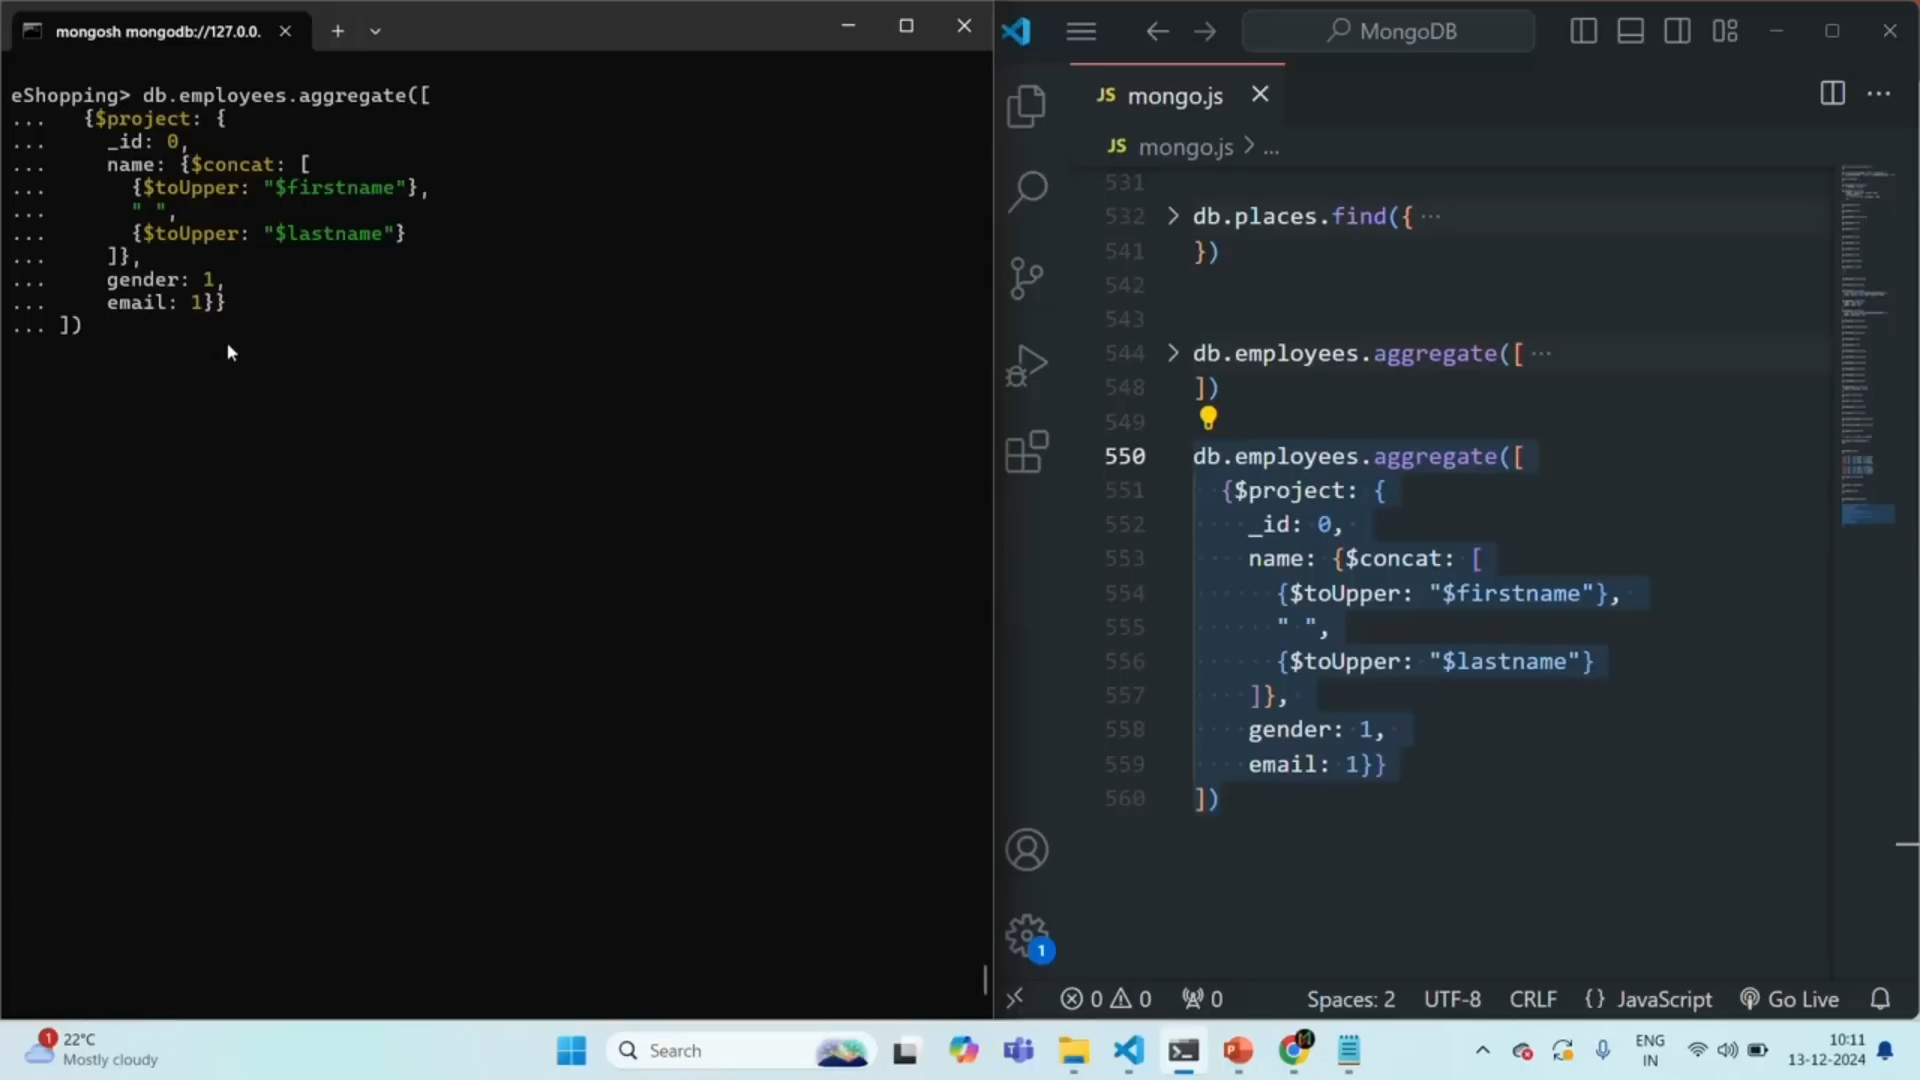 mongosh mongodb://127.0.0.
eShopping> db.employees.aggregate([
... {$project: {
... _id: 0,
... name: {$concat: [
... {$toUpper: "$firstname"},
... " ",
... {$toUpper: "$lastname"}
... ]},
... gender: 1,
... email: 1}}
... ])
MongoDB
JS mongo.js
JS mongo.js > ...
531
532 > db.places.find({ ...
541 })
542
543
544 > db.employees.aggregate([ ...
548 ])
549
550 db.employees.aggregate([
551 {$project: {
552 _id: 0,
553 name: {$concat: [
554 {$toUpper: "$firstname"},
555 " ",
556 {$toUpper: "$lastname"}
557 ]},
558 gender: 1,
559 email: 1}}
560 ])
1
0 0 0 Spaces: 2 UTF-8 CRLF {} JavaScript Go Live
1
22°C
Mostly cloudy
Search
M
ENG
IN
10:11
13-12-2024